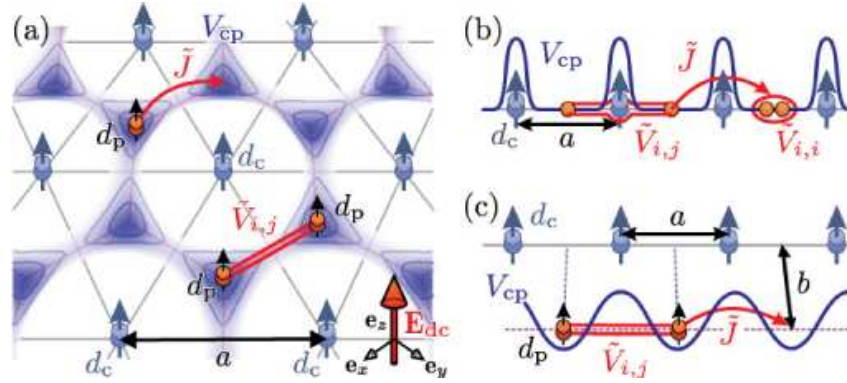 (a)
V_cp
J̃
d_p
d_c
Ṽ_i,j
d_p
d_p
E_dc
e_z
e_x e_y
d_c a d_c
(b)
V_cp
J̃
d_c
a
Ṽ_i,j
Ṽ_i,i
(c)
d_c
a
V_cp
b
d_p
Ṽ_i,j
J̃